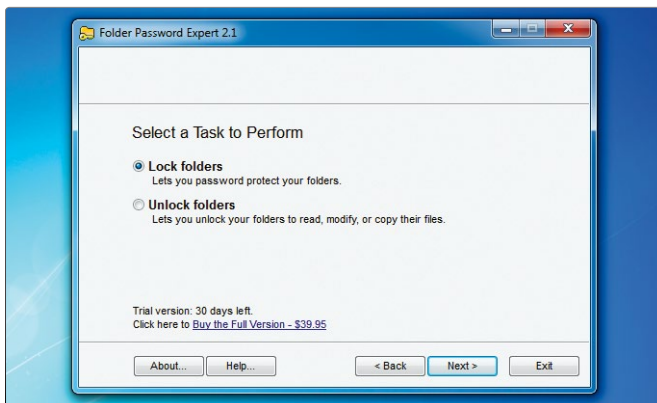 Folder Password Expert 2.1
Select a Task to Perform
Lock folders
Lets you password protect your folders.
Unlock folders
Lets you unlock your folders to read, modify, or copy their files.
Trial version: 30 days left.
Click here to Buy the Full Version - $39.95
About... Help... < Back Next > Exit